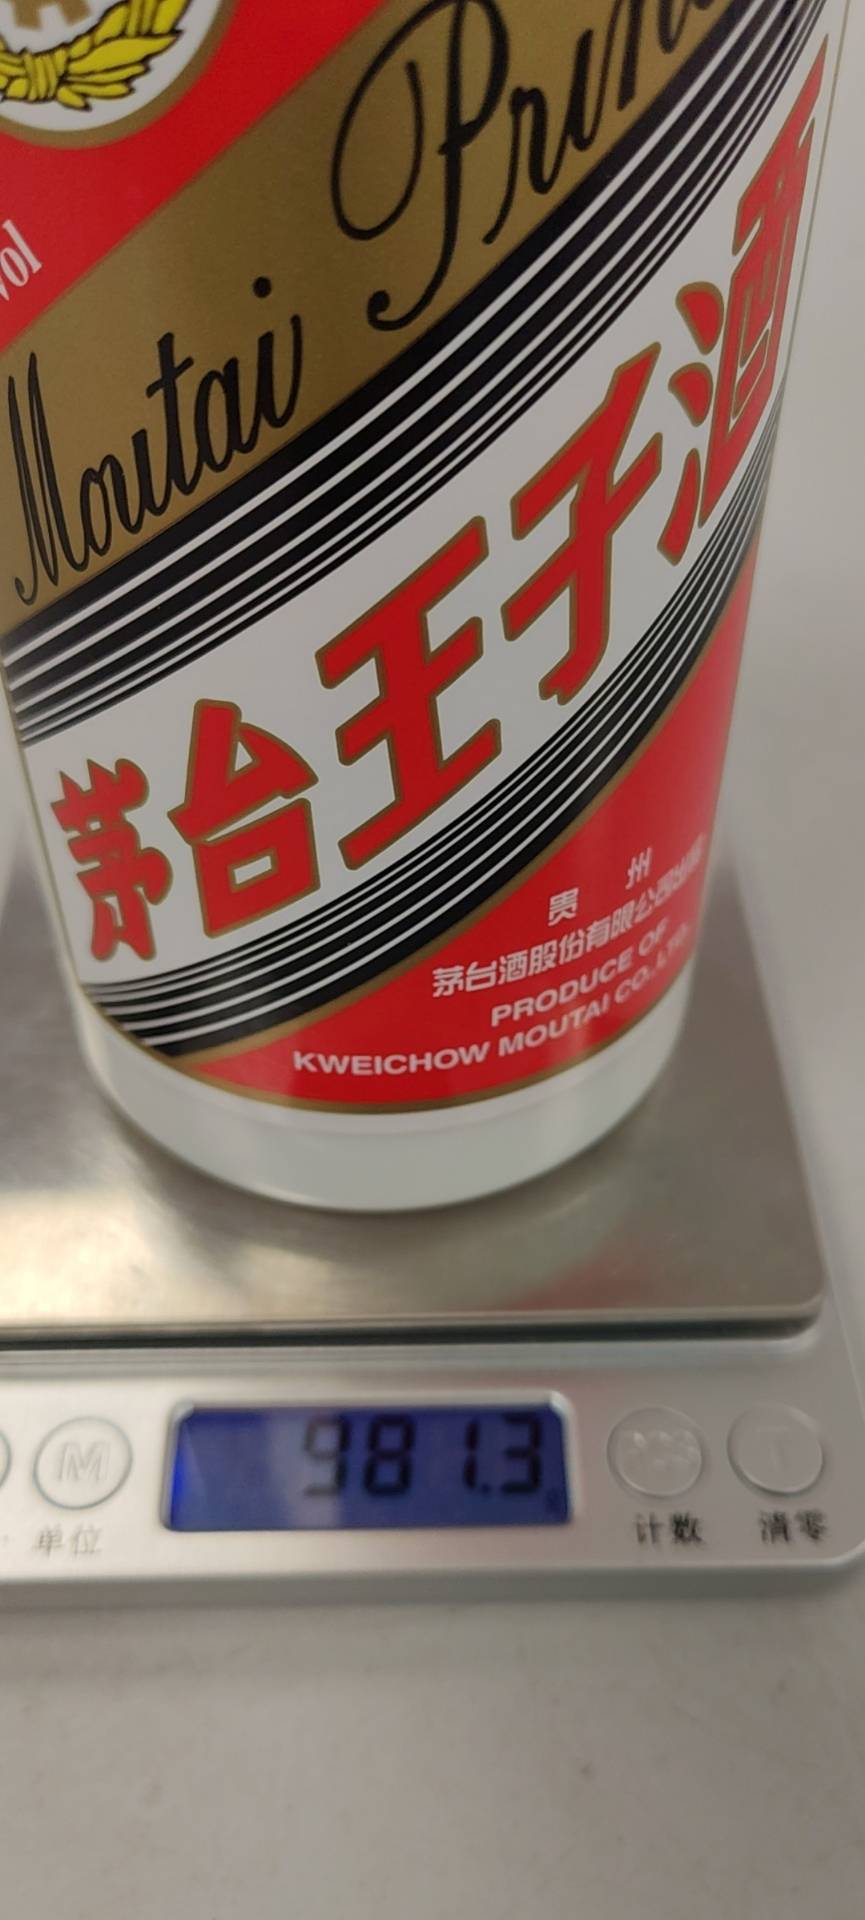 vol
Moutai Prin
茅台王子酒
贵 州
茅台酒股份有限公司出品
PRODUCE OF
KWEICHOW MOUTAI CO.,LTD.
981.3
M
T
单位
计数
清零